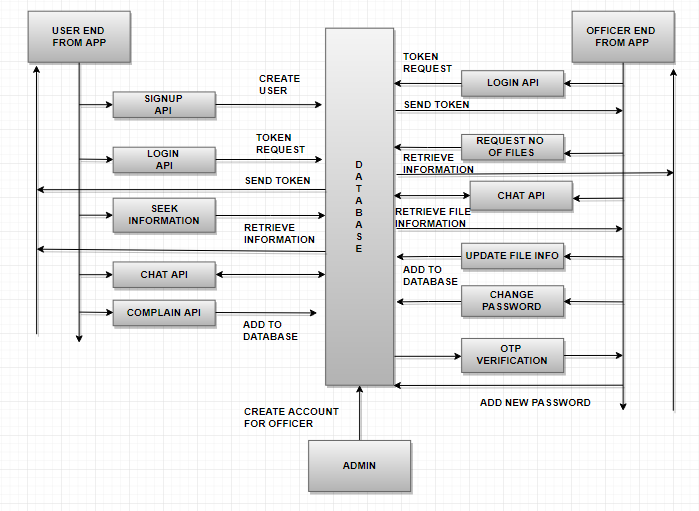 USER END
FROM APP
OFFICER END
FROM APP
TOKEN
REQUEST
CREATE
USER
LOGIN API
SIGNUP
API
SEND TOKEN
TOKEN
REQUEST
REQUEST NO
OF FILES
LOGIN
API
RETRIEVE
INFORMATION
DATABASE
SEND TOKEN
CHAT API
SEEK
INFORMATION
RETRIEVE FILE
INFORMATION
RETRIEVE
INFORMATION
UPDATE FILE INFO
CHAT API
ADD TO
DATABASE
CHANGE
PASSWORD
COMPLAIN API
ADD TO
DATABASE
OTP
VERIFICATION
ADD NEW PASSWORD
CREATE ACCOUNT
FOR OFFICER
ADMIN